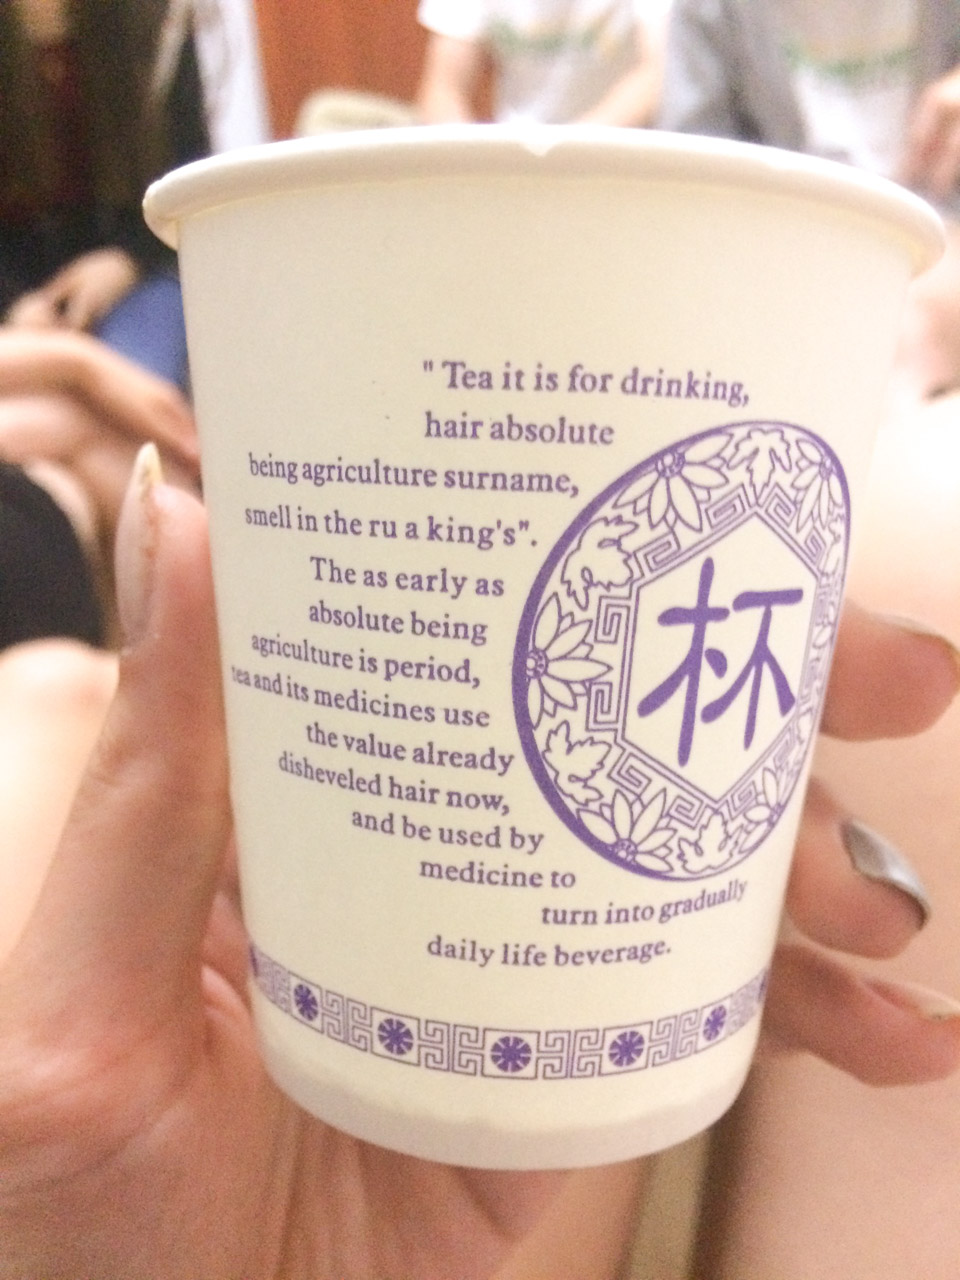 " Tea it is for drinking,
hair absolute
being agriculture surname,
smell in the ru a king's".
The as early as
absolute being
agriculture is period,
tea and its medicines use
the value already
disheveled hair now,
and be used by
medicine to
turn into gradually
daily life beverage.
杯